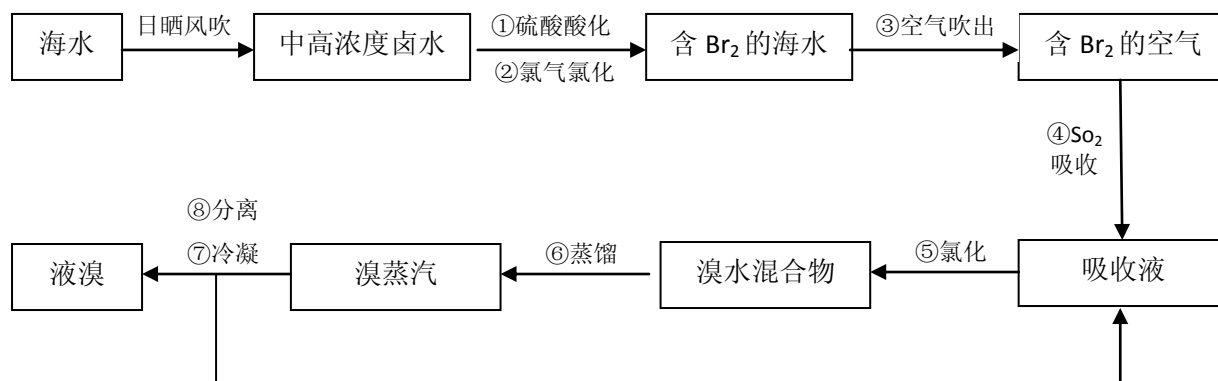 海水
日晒风吹
中高浓度卤水
①硫酸酸化
②氯气氯化
含 Br₂ 的海水
③空气吹出
含 Br₂ 的空气
④So₂
吸收
吸收液
⑤氯化
溴水混合物
⑥蒸馏
溴蒸汽
⑧分离
⑦冷凝
液溴